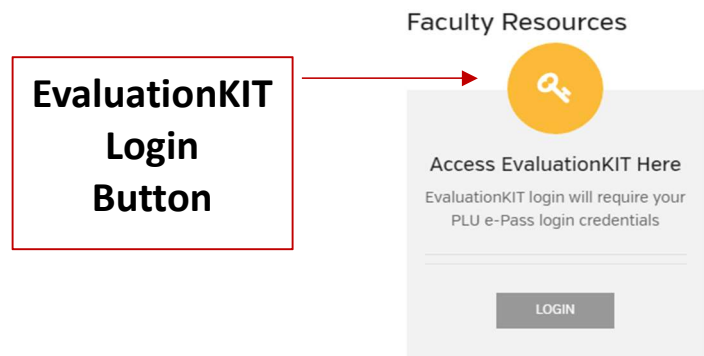 Faculty Resources
EvaluationKIT
Login
Button
Access EvaluationKIT Here
EvaluationKIT login will require your
PLU e-Pass login credentials
LOGIN